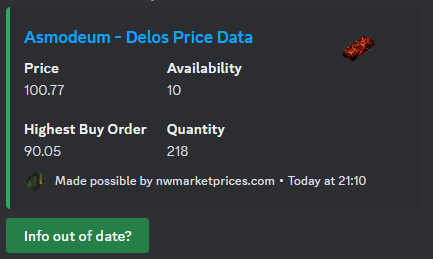 Asmodeum - Delos Price Data
Price Availability
100.77 10
Highest Buy Order Quantity
90.05 218
Made possible by nwmarketprices.com • Today at 21:10
Info out of date?